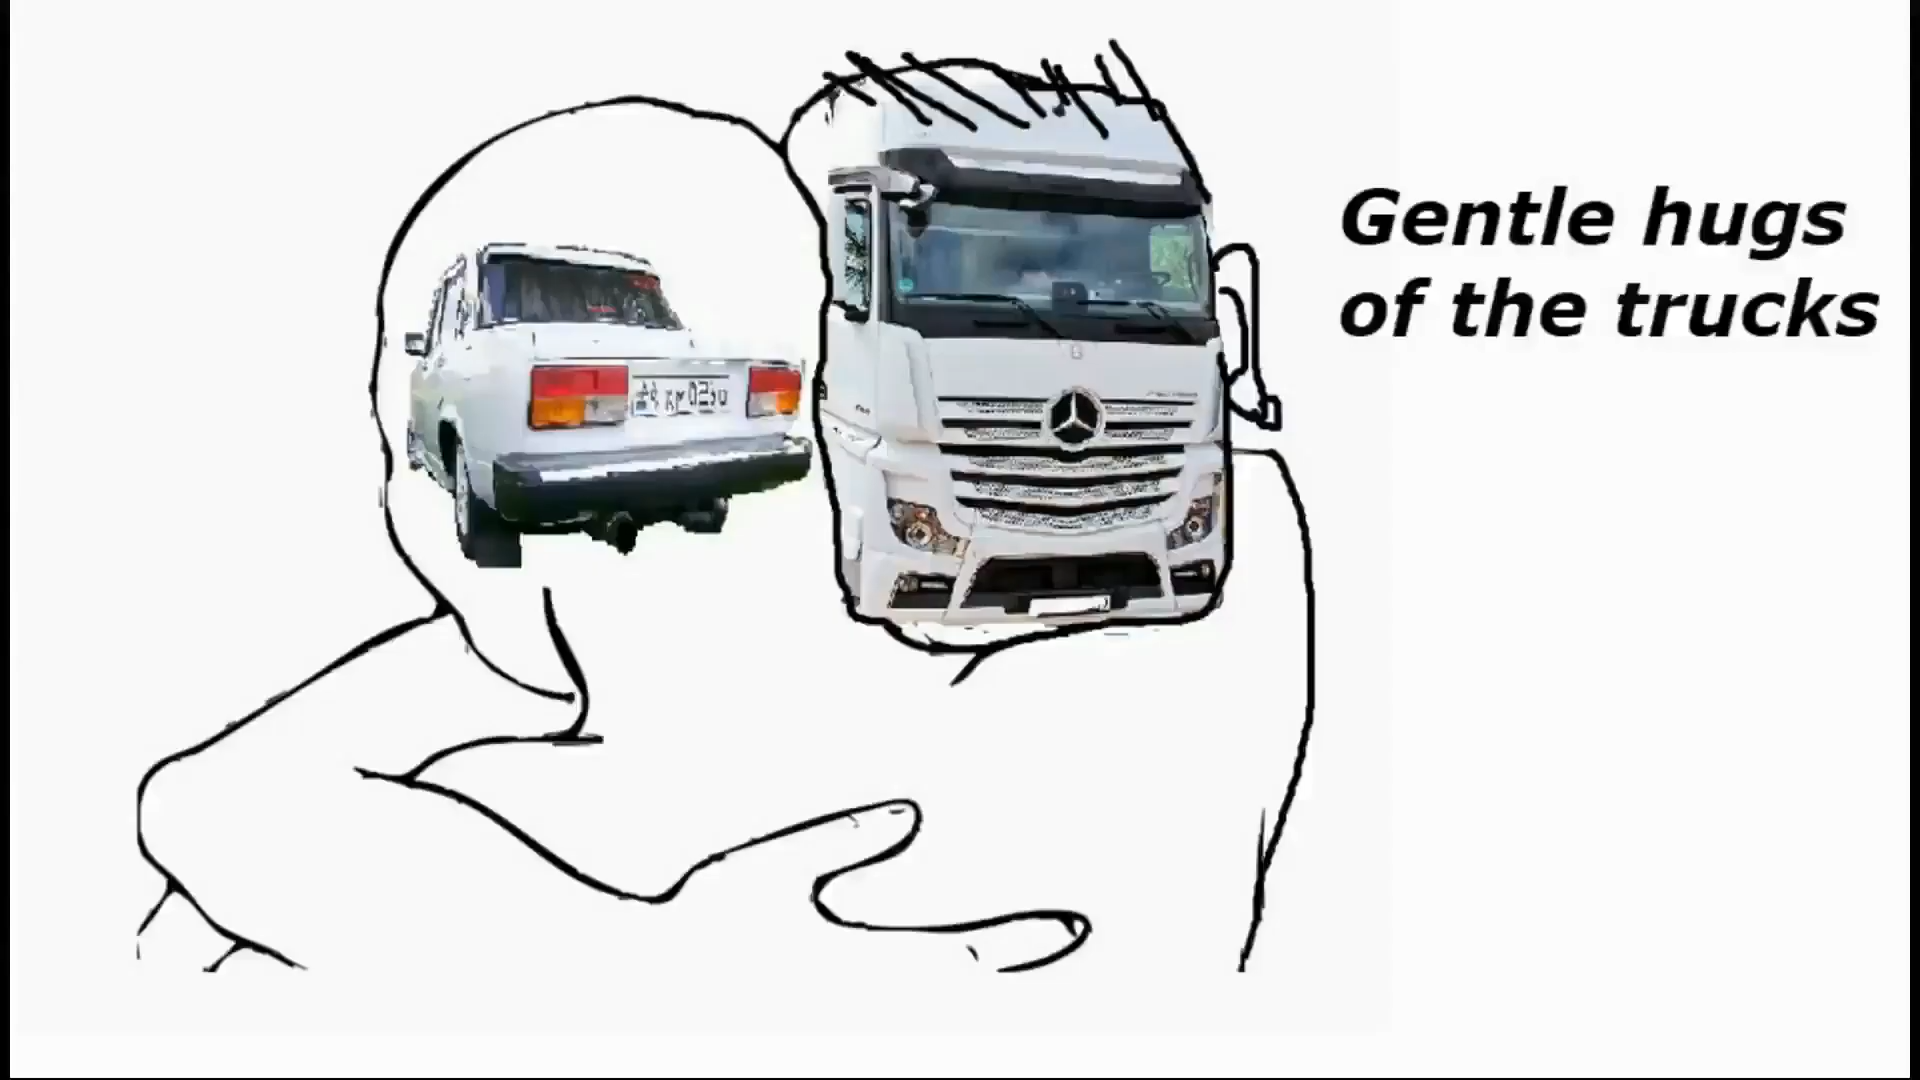 Gentle hugs
of the trucks